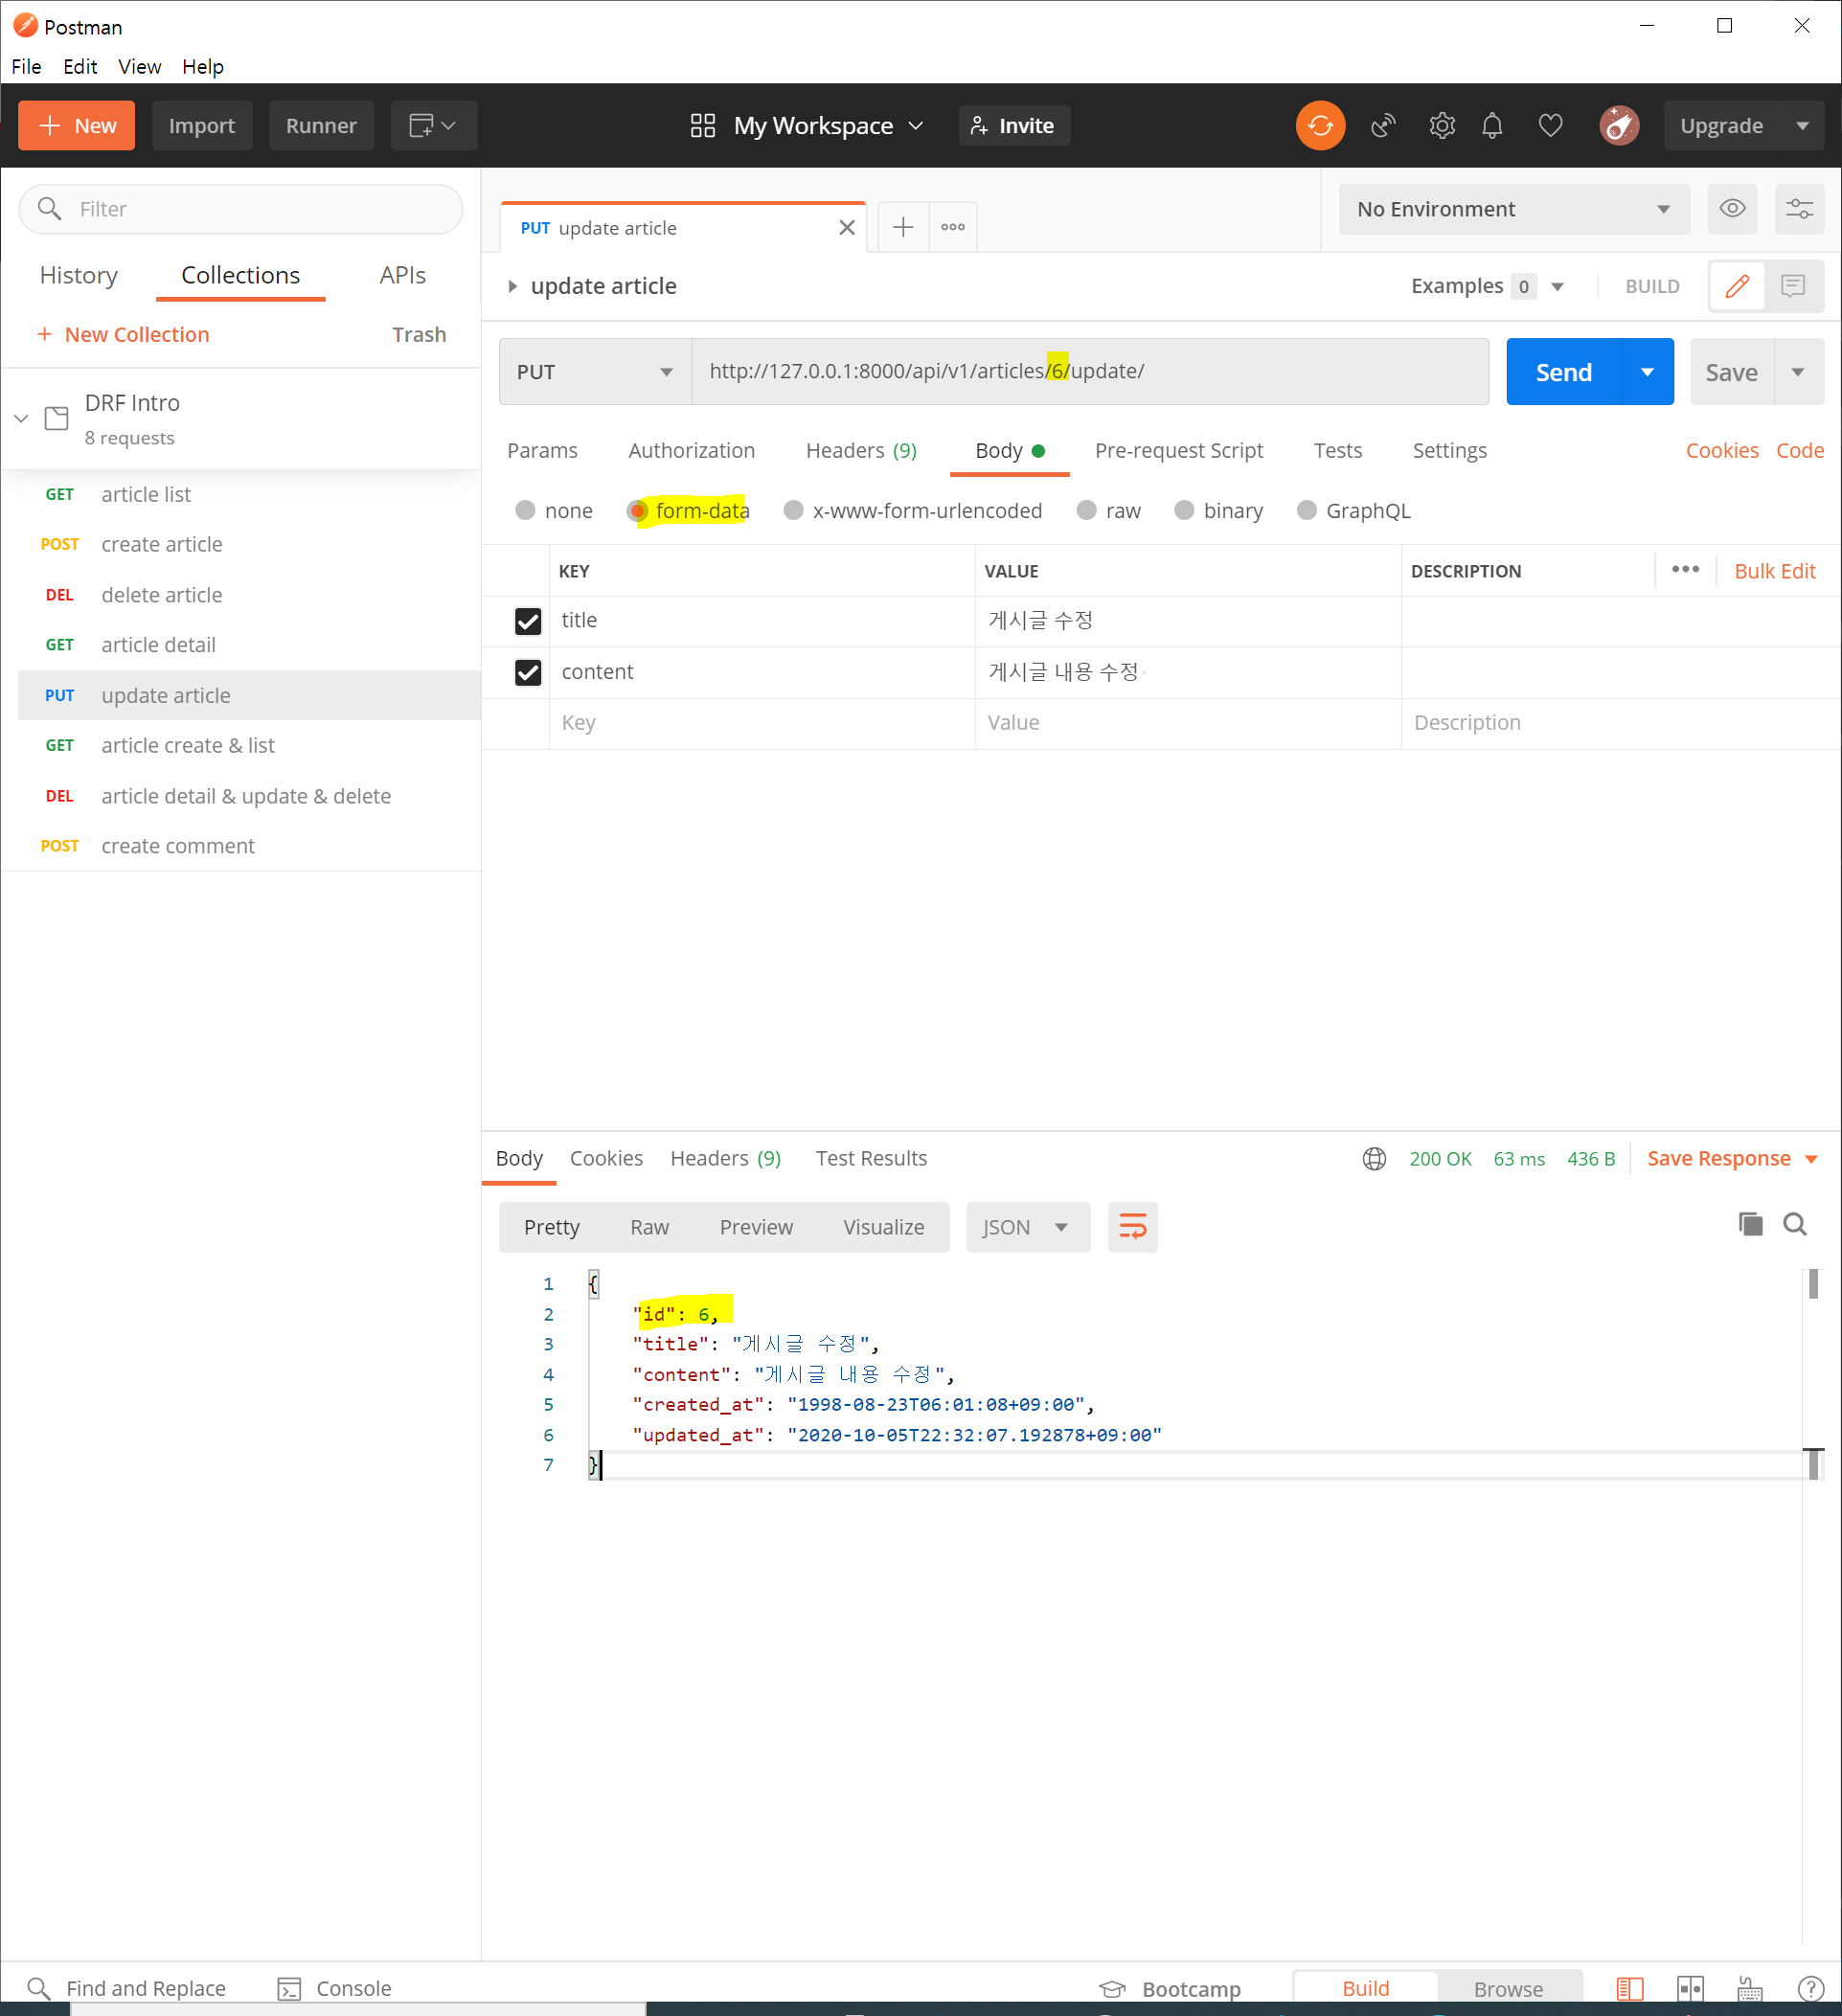 Postman
File Edit View Help
New Import Runner My Workspace Invite Upgrade
Filter
History Collections APIs
+ New Collection Trash
DRF Intro
8 requests
GET article list
POST create article
DEL delete article
GET article detail
PUT update article
GET article create & list
DEL article detail & update & delete
POST create comment
PUT update article
No Environment
update article
Examples 0 BUILD
PUT http://127.0.0.1:8000/api/v1/articles/6/update/ Send Save
Params Authorization Headers (9) Body Pre-request Script Tests Settings Cookies Code
none form-data x-www-form-urlencoded raw binary GraphQL
KEY VALUE DESCRIPTION Bulk Edit
title 게시글 수정
content 게시글 내용 수정
Key Value Description
Body Cookies Headers (9) Test Results 200 OK 63 ms 436 B Save Response
Pretty Raw Preview Visualize JSON
1 {
2 "id": 6,
3 "title": "게시글 수정",
4 "content": "게시글 내용 수정",
5 "created_at": "1998-08-23T06:01:08+09:00",
6 "updated_at": "2020-10-05T22:32:07.192878+09:00"
7 }
Find and Replace Console Bootcamp Build Browse